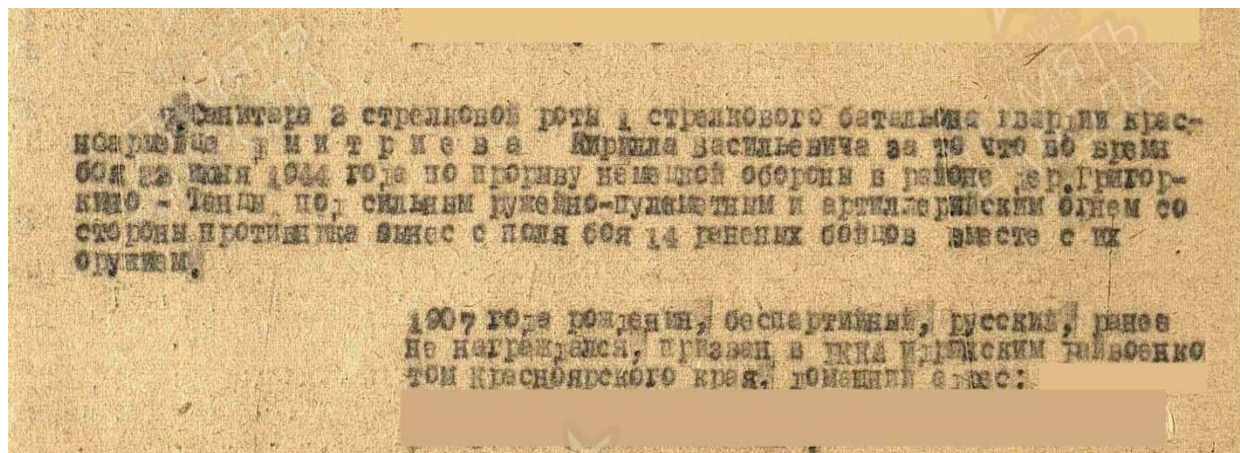 7. Санитара 2 стрелковой роты 1 стрелкового батальона гвардии крас-
ноармейца Дмитриева Кирилла Васильевича за то что во время
боя 22 июня 1944 года по прорыву немецкой обороны в районе дер. Григор-
кино - Танцы под сильным ружейно-пулеметным и артиллерийским огнем со
стороны противника вынес с поля боя 14 раненых бойцов вместе с их
оружием.
1907 года рождения, беспартийный, русский, ранее
не награждался, призван в РККА Идринским райвоенко
том Красноярского края, домашний адрес: